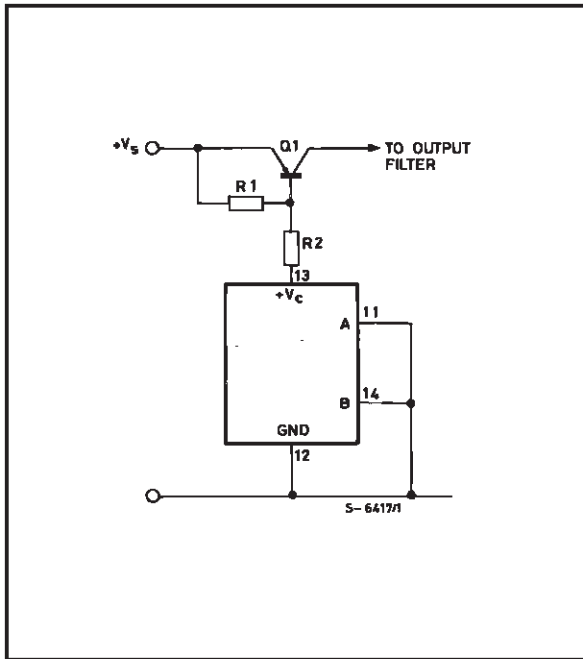 +Vs
Q1
TO OUTPUT
FILTER
R1
R2
13
+Vc
A
11
B
14
GND
12
S-6417/1